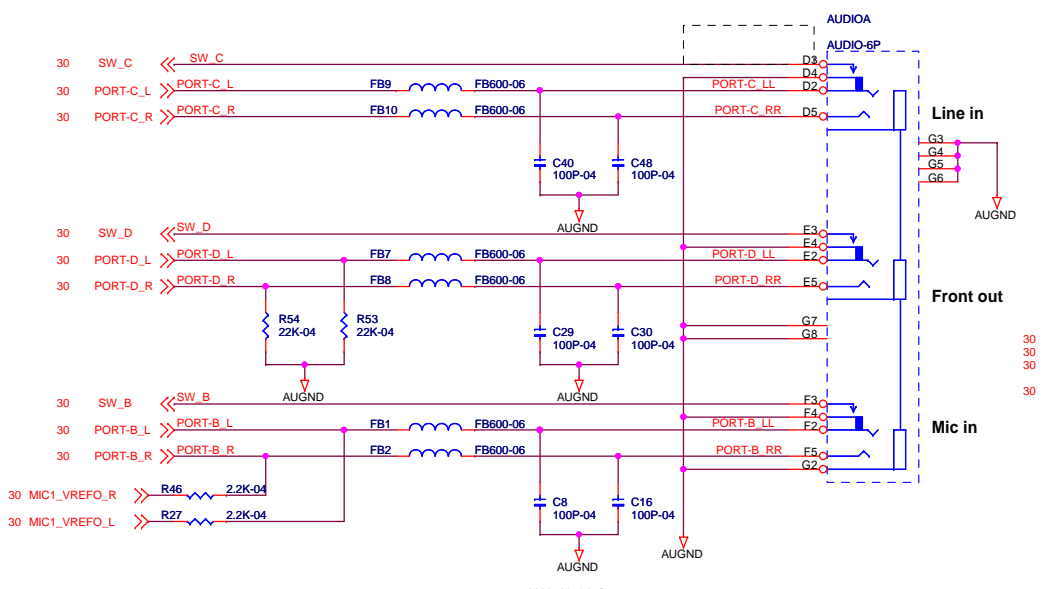 AUDIOA
AUDIO-6P
30 SW_C SW_C D3
D4
30 PORT-C_L PORT-C_L FB9 FB600-06 PORT-C_LL D2
30 PORT-C_R PORT-C_R FB10 FB600-06 PORT-C_RR D5 Line in
G3
G4
G5
G6
C40 C48
100P-04 100P-04
AUGND
AUGND
30 SW_D SW_D E3
E4
30 PORT-D_L PORT-D_L FB7 FB600-06 PORT-D_LL E2
30 PORT-D_R PORT-D_R FB8 FB600-06 PORT-D_RR E5
Front out
R54 R53
22K-04 22K-04
G7
G8
C29 C30
100P-04 100P-04
30
30
30
30
AUGND
AUGND
30 SW_B SW_B F3
F4
30 PORT-B_L PORT-B_L FB1 FB600-06 PORT-B_LL F2 Mic in
30 PORT-B_R PORT-B_R FB2 FB600-06 PORT-B_RR F5
G2
30 MIC1_VREFO_R R46 2.2K-04
30 MIC1_VREFO_L R27 2.2K-04
C8 C16
100P-04 100P-04
AUGND
AUGND